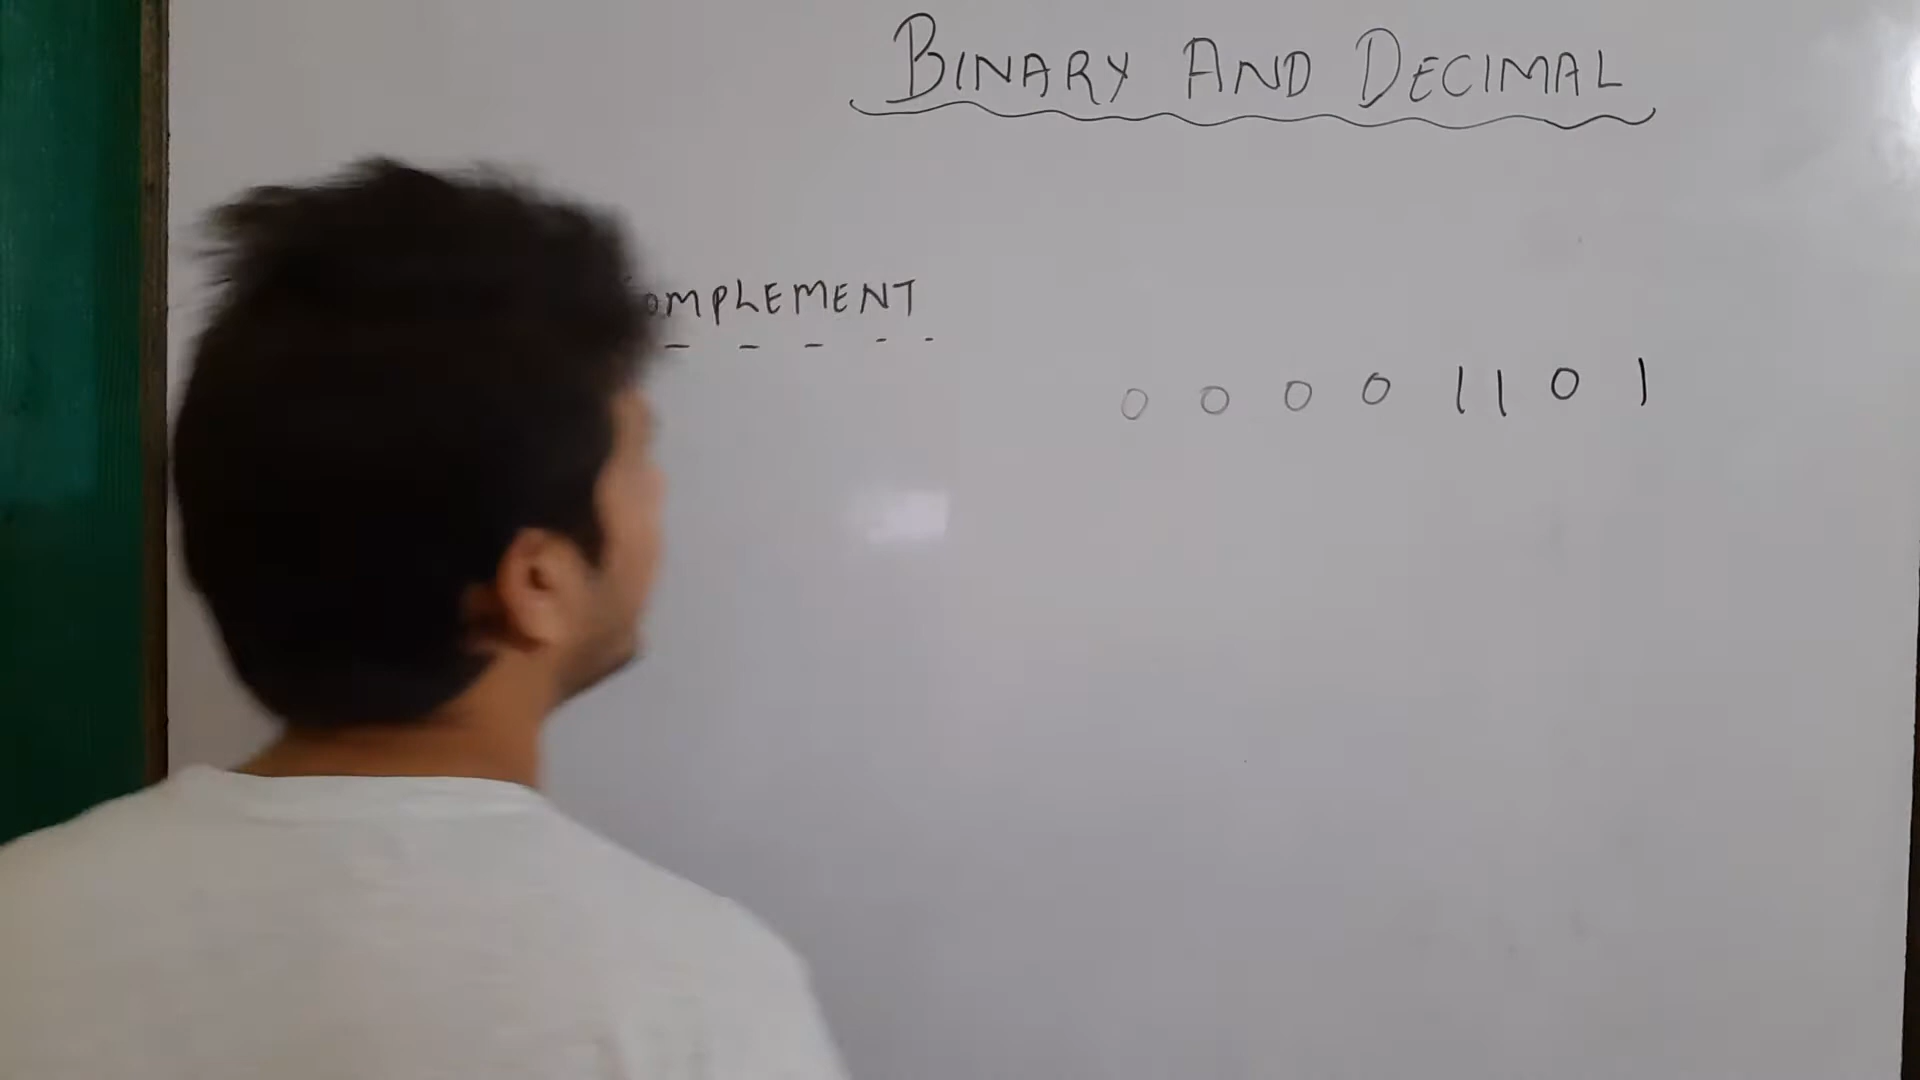 BINARY AND DECIMAL
OMPLEMENT
0 0 0 0 1 1 0 1